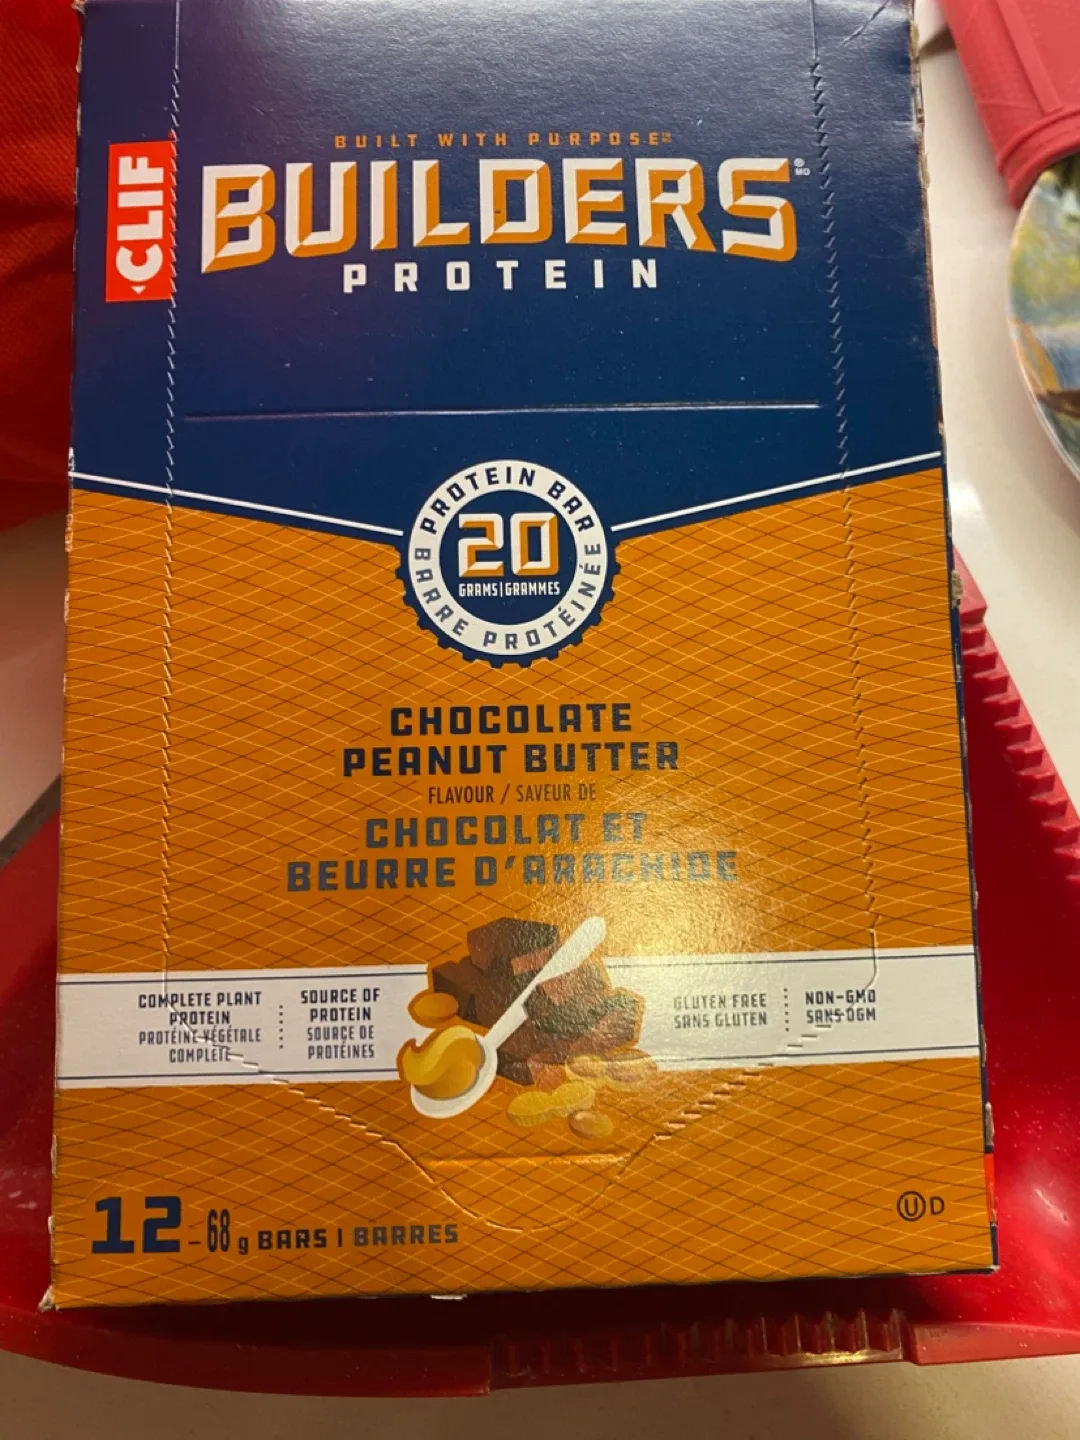 BUILT WITH PURPOSE™
CLIF
BUILDERS®
MD
PROTEIN
PROTEIN BAR
20
GRAMS|GRAMMES
BARRE PROTÉINÉE
CHOCOLATE
PEANUT BUTTER
FLAVOUR / SAVEUR DE
CHOCOLAT ET
BEURRE D'ARACHIDE
COMPLETE PLANT
PROTEIN
PROTÉINE VÉGÉTALE
COMPLÈTE
SOURCE OF
PROTEIN
SOURCE DE
PROTÉINES
GLUTEN FREE
SANS GLUTEN
NON-GMO
SANS OGM
12-68 g BARS | BARRES
U D